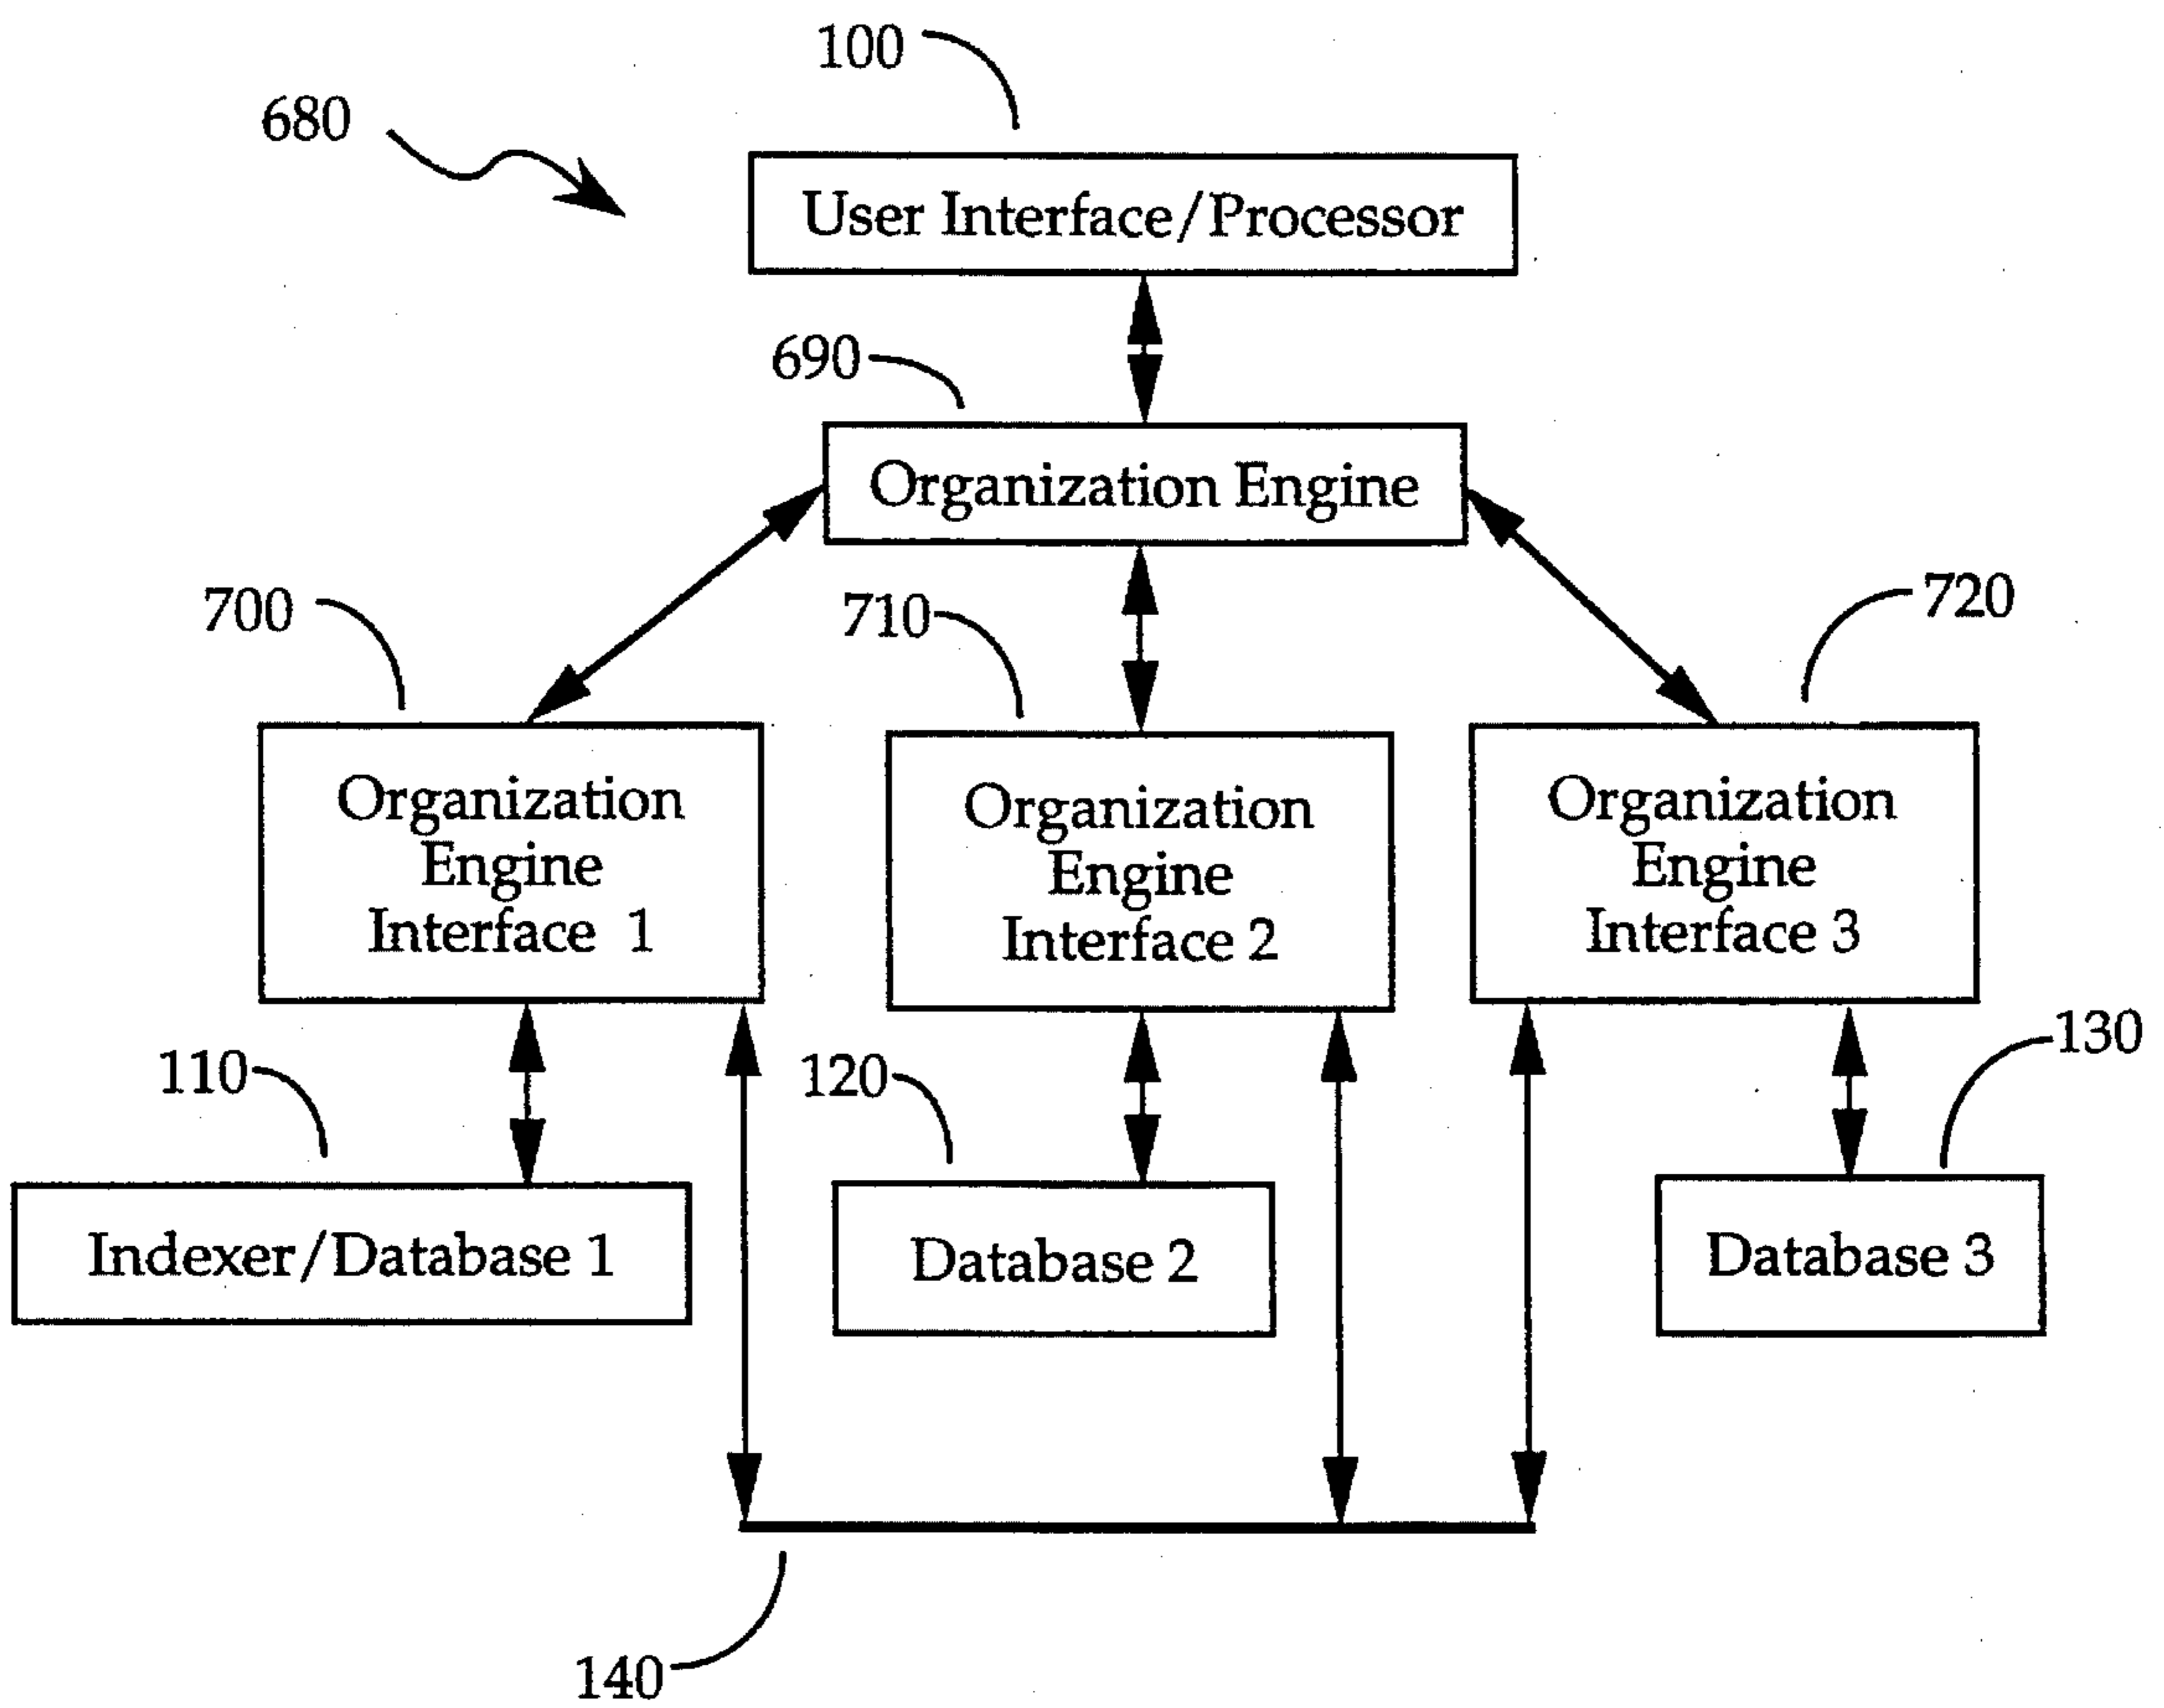 100
680
User Interface/Processor
690
Organization Engine
700
710
720
Organization
Engine
Interface 1
Organization
Engine
Interface 2
Organization
Engine
Interface 3
110
120
130
Indexer/Database 1
Database 2
Database 3
140